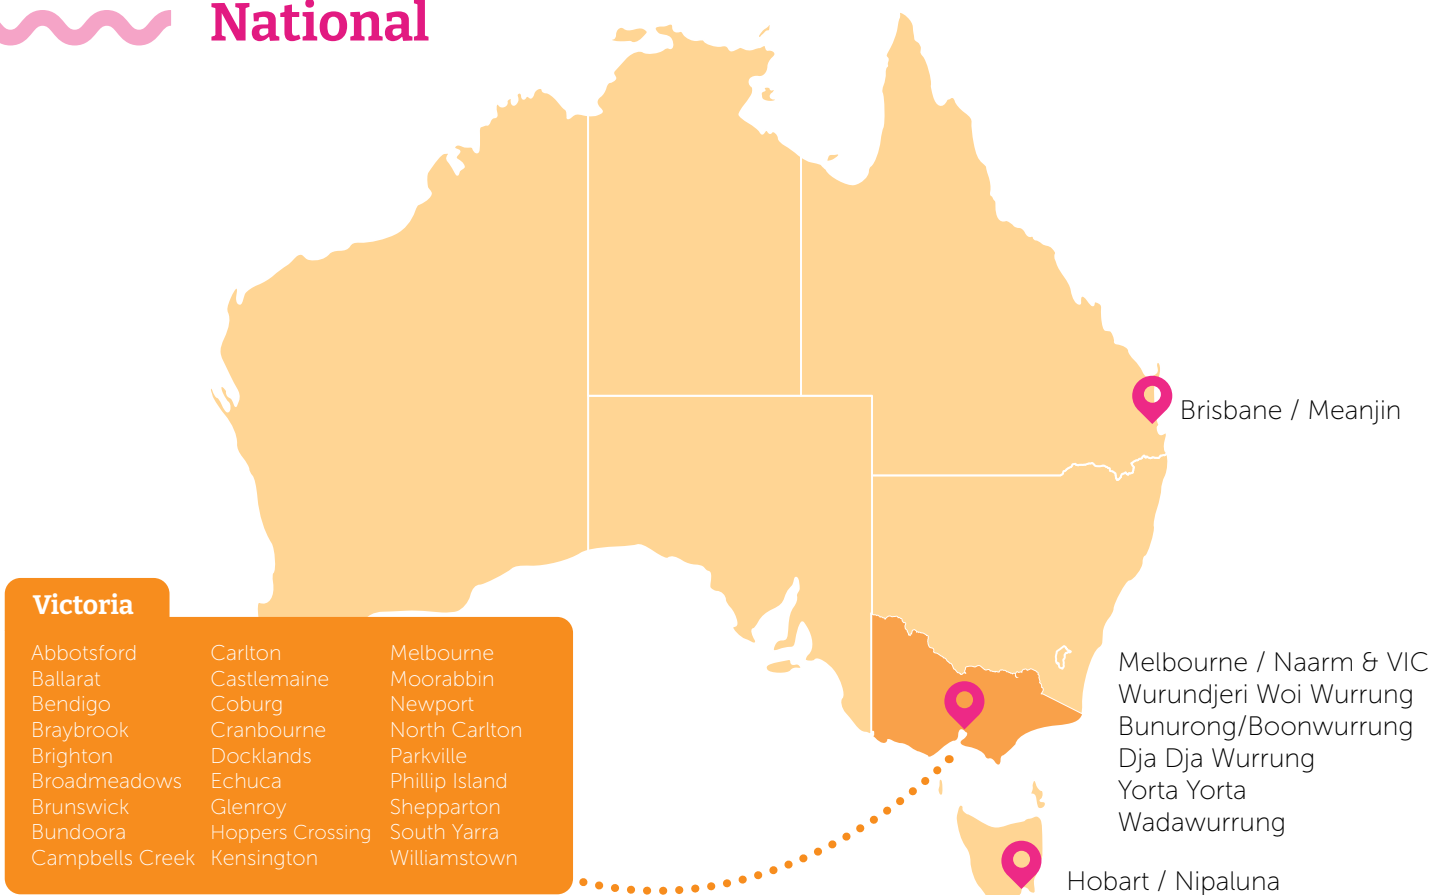 National
Brisbane / Meanjin
Victoria
Abbotsford
Ballarat
Bendigo
Braybrook
Brighton
Broadmeadows
Brunswick
Bundoora
Campbells Creek
Carlton
Castlemaine
Coburg
Cranbourne
Docklands
Echuca
Glenroy
Hoppers Crossing
Kensington
Melbourne
Moorabbin
Newport
North Carlton
Parkville
Phillip Island
Shepparton
South Yarra
Williamstown
Melbourne / Naarm & VIC
Wurundjeri Woi Wurrung
Bunurong/Boonwurrung
Dja Dja Wurrung
Yorta Yorta
Wadawurrung
Hobart / Nipaluna